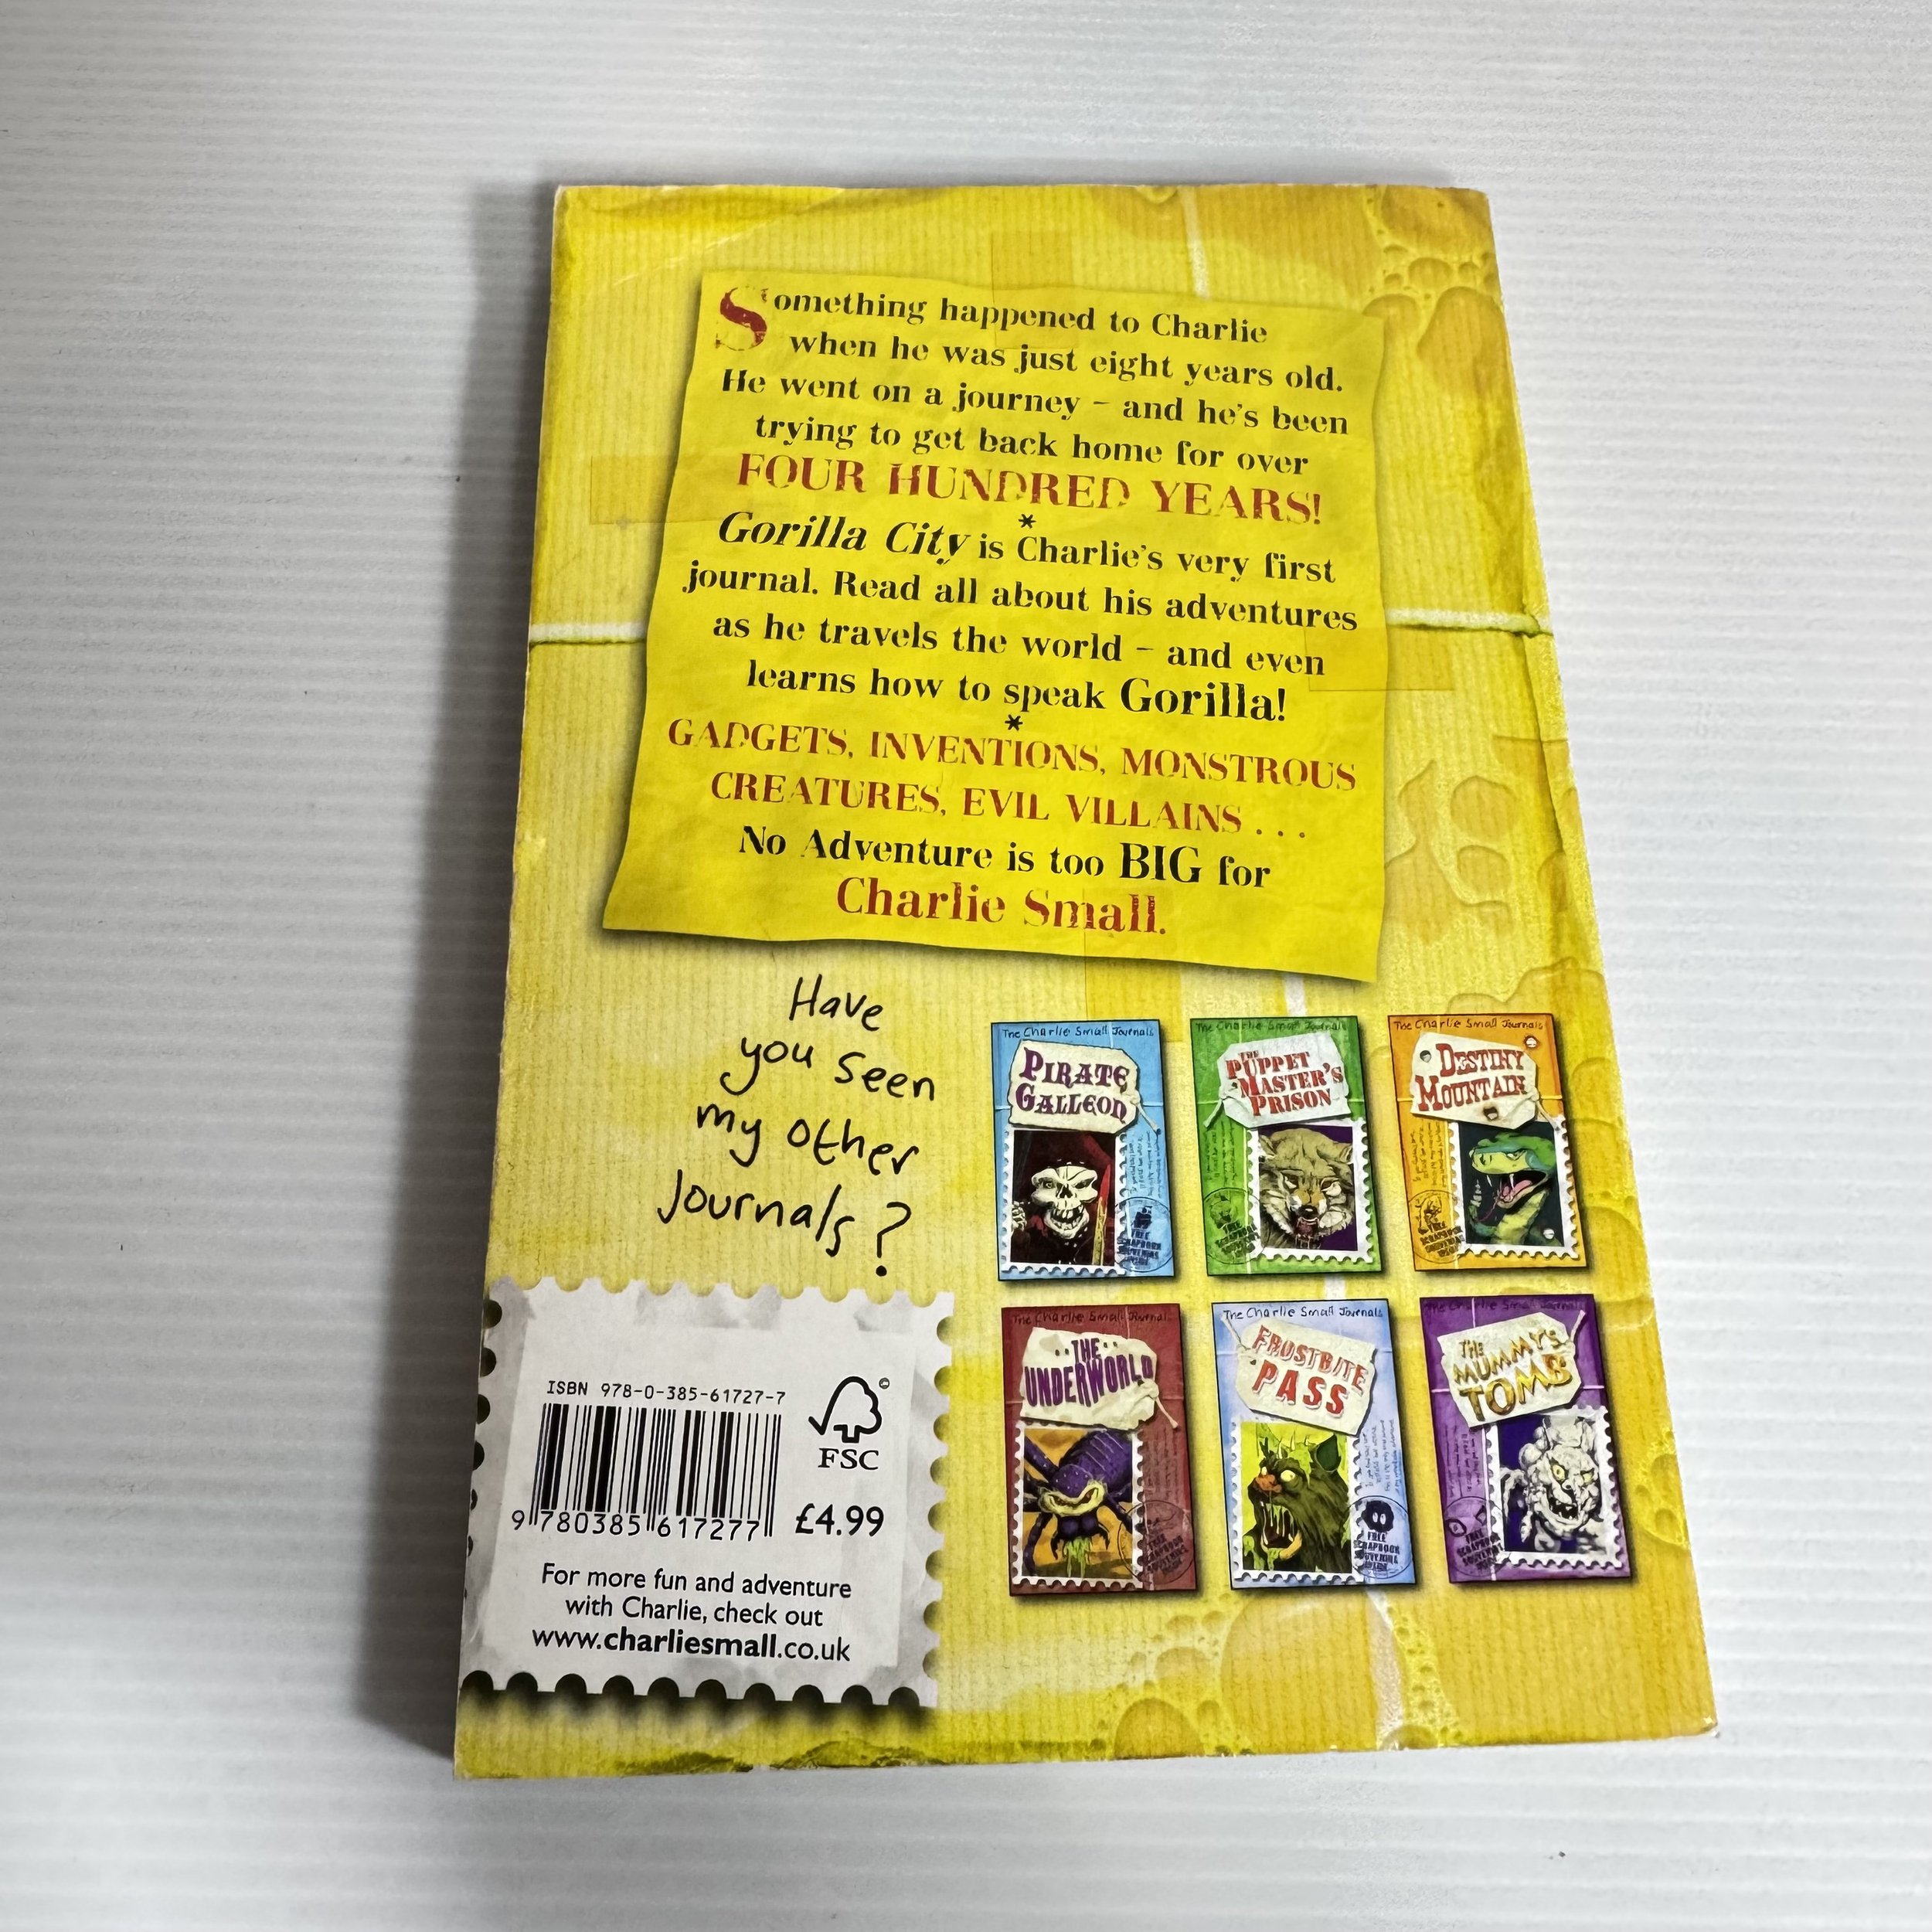 Something happened to Charlie
when he was just eight years old.
He went on a journey – and he's been
trying to get back home for over
FOUR HUNDRED YEARS!
*
Gorilla City is Charlie's very first
journal. Read all about his adventures
as he travels the world – and even
learns how to speak Gorilla!
*
GADGETS, INVENTIONS, MONSTROUS
CREATURES, EVIL VILLAINS . . .
No Adventure is too BIG for
Charlie Small.
Have
you seen
my other
Journals?
The Charlie Small Journals
PIRATE
GALLEON
The Charlie Small Journals
THE
PUPPET
MASTER'S
PRISON
The Charlie Small Journals
DESTINY
MOUNTAIN
The Charlie Small Journal
THE
UNDERWORLD
The Charlie Small Journals
FROSTBITE
PASS
The Charlie Small Journals
THE
MUMMY'S
TOMB
ISBN 978-0-385-61727-7
9 780385 617277
©
FSC
£4.99
For more fun and adventure
with Charlie, check out
www.charliesmall.co.uk